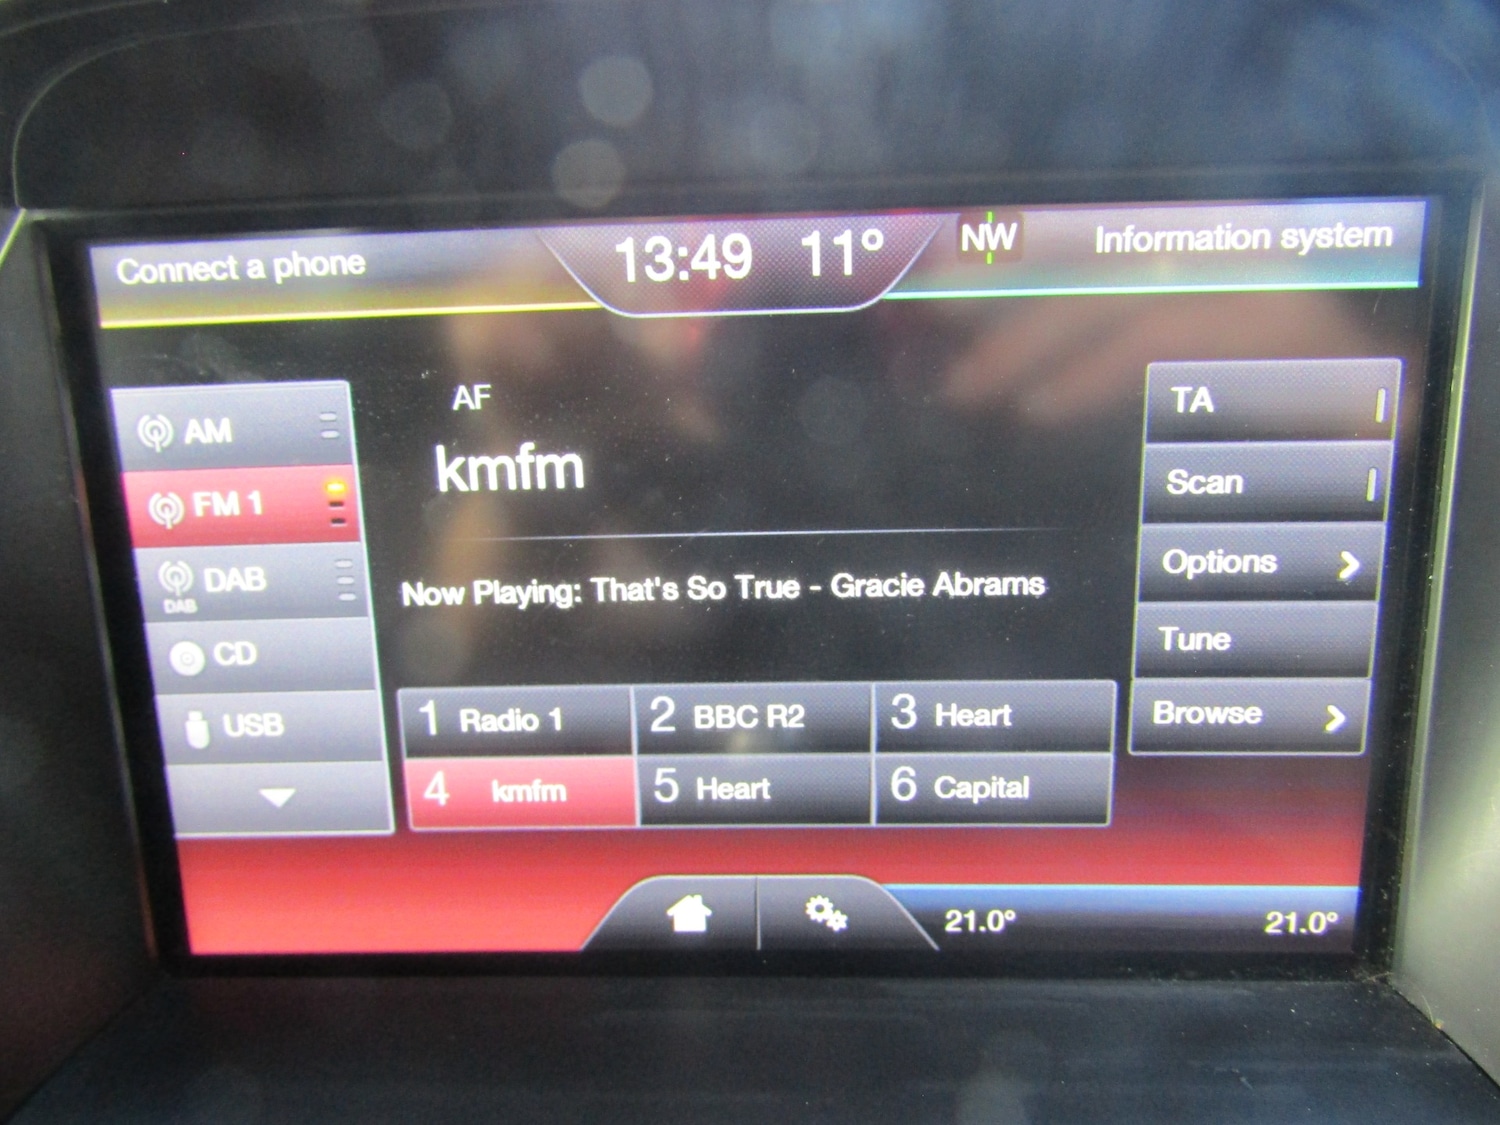 Connect a phone
13:49 11°
NW
Information system
AM
FM 1
DAB
DAB
CD
USB
AF
kmfm
Now Playing: That's So True - Gracie Abrams
1 Radio 1
2 BBC R2
3 Heart
4 kmfm
5 Heart
6 Capital
TA
Scan
Options
Tune
Browse
21.0°
21.0°